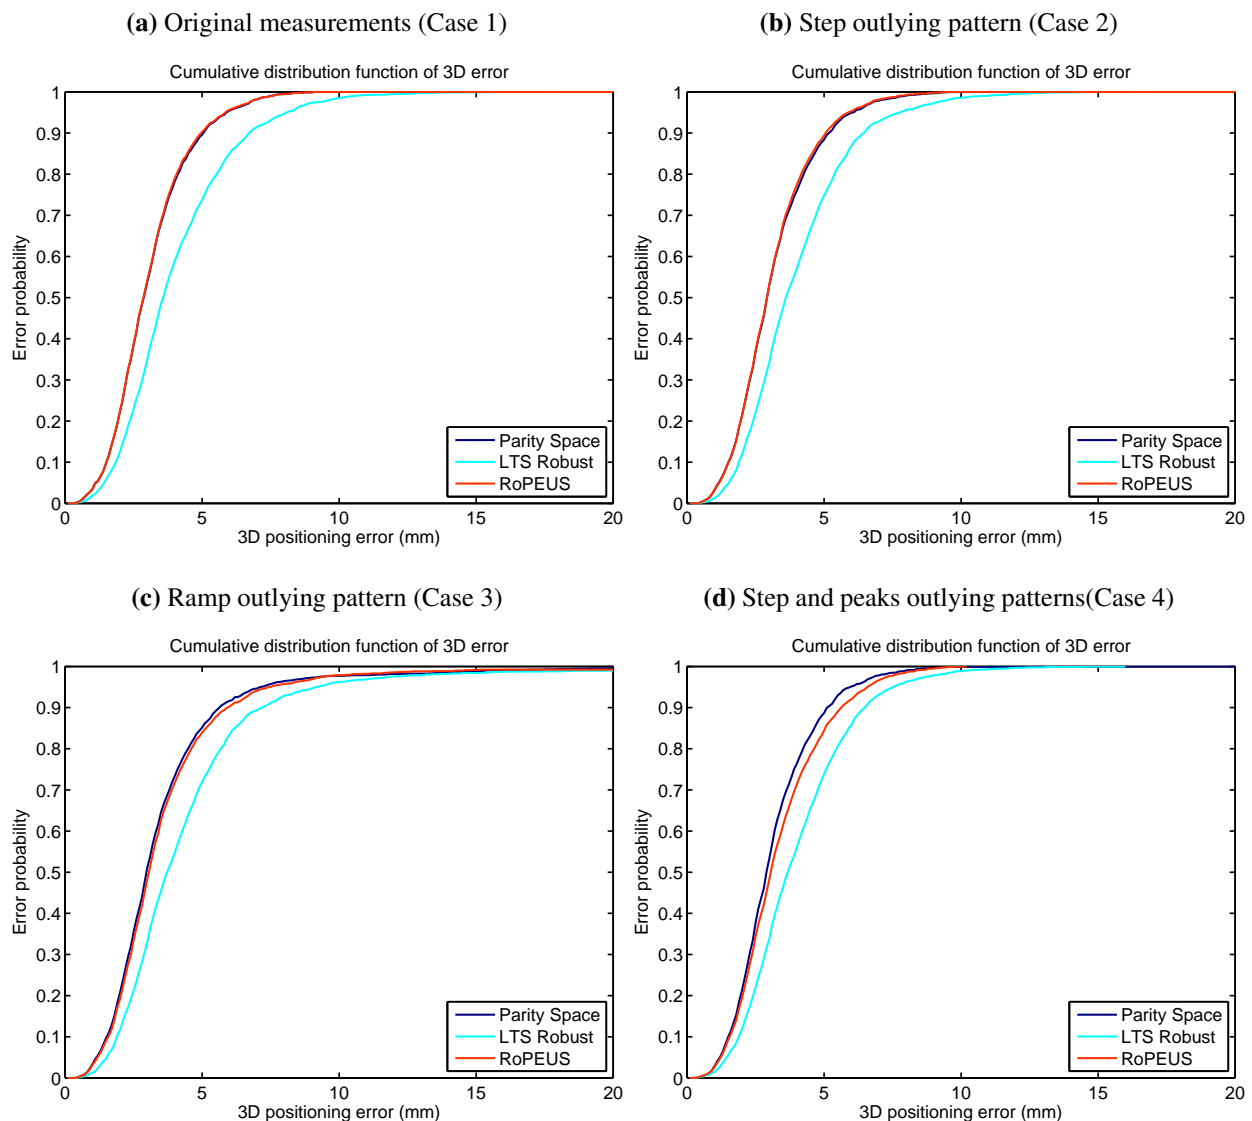 (a) Original measurements (Case 1)
Cumulative distribution function of 3D error
1
0.9
0.8
0.7
0.6
0.5
0.4
0.3
0.2
0.1
0
Error probability
0 5 10 15 20
3D positioning error (mm)
Parity Space
LTS Robust
RoPEUS
(b) Step outlying pattern (Case 2)
Cumulative distribution function of 3D error
1
0.9
0.8
0.7
0.6
0.5
0.4
0.3
0.2
0.1
0
Error probability
0 5 10 15 20
3D positioning error (mm)
Parity Space
LTS Robust
RoPEUS
(c) Ramp outlying pattern (Case 3)
Cumulative distribution function of 3D error
1
0.9
0.8
0.7
0.6
0.5
0.4
0.3
0.2
0.1
0
Error probability
0 5 10 15 20
3D positioning error (mm)
Parity Space
LTS Robust
RoPEUS
(d) Step and peaks outlying patterns(Case 4)
Cumulative distribution function of 3D error
1
0.9
0.8
0.7
0.6
0.5
0.4
0.3
0.2
0.1
0
Error probability
0 5 10 15 20
3D positioning error (mm)
Parity Space
LTS Robust
RoPEUS